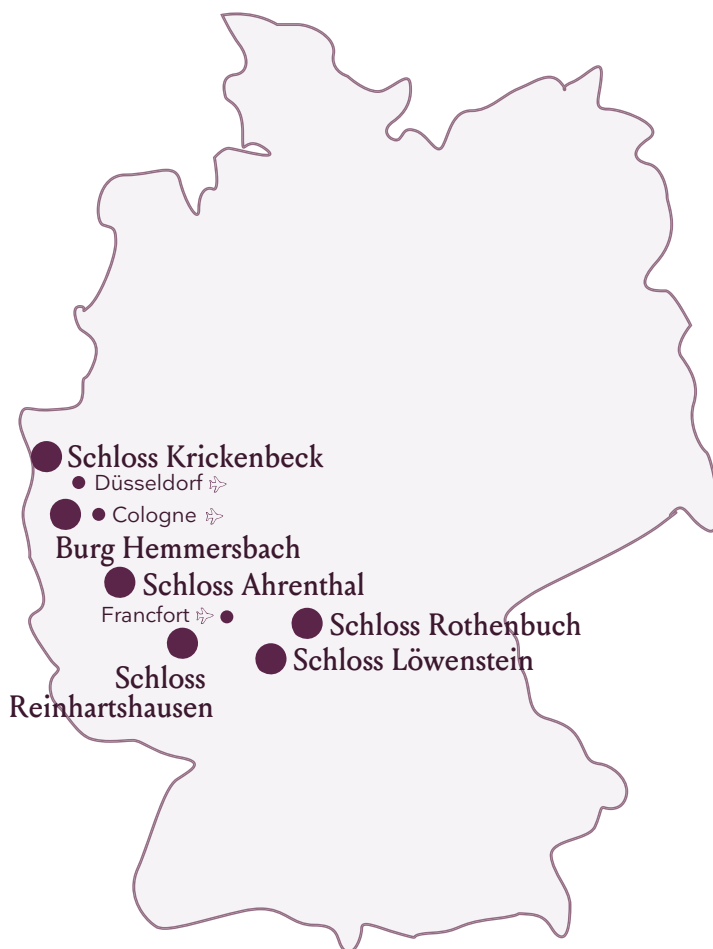 Schloss Krickenbeck
Düsseldorf
Cologne
Burg Hemmersbach
Schloss Ahrenthal
Francfort
Schloss Rothenbuch
Schloss Löwenstein
Schloss
Reinhartshausen